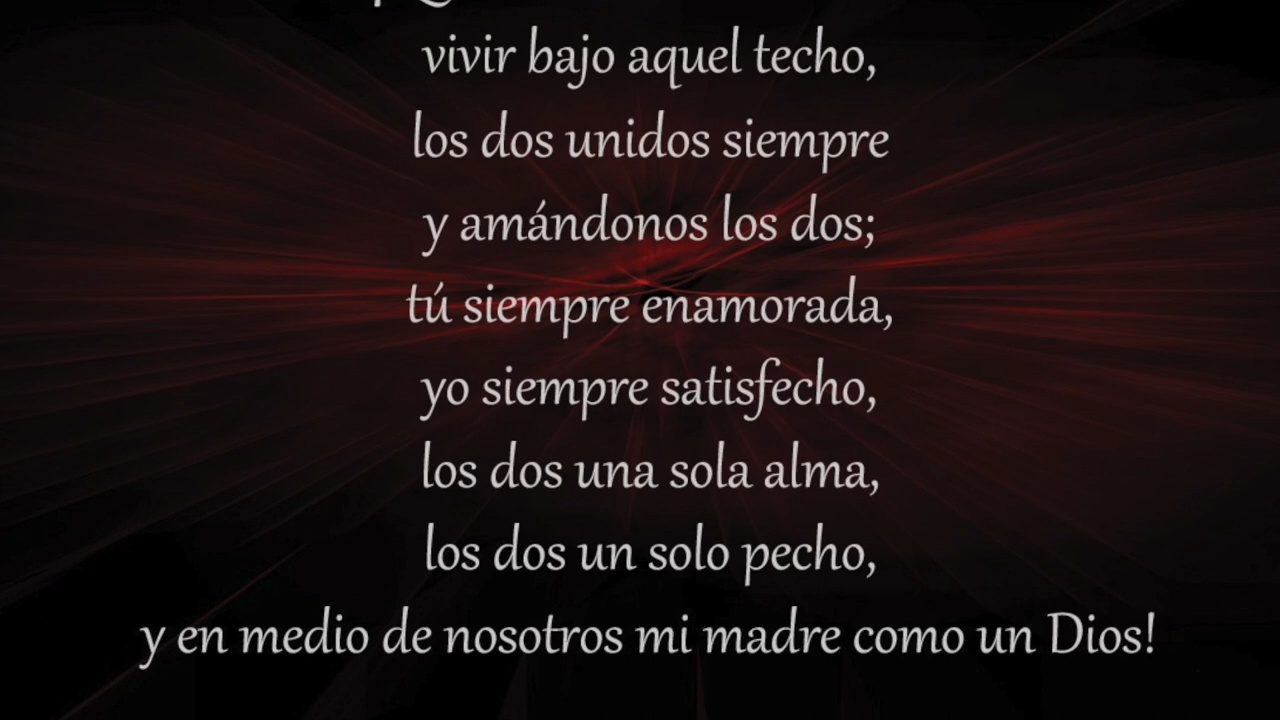 vivir bajo aquel techo,
los dos unidos siempre
y amándonos los dos;
tú siempre enamorada,
yo siempre satisfecho,
los dos una sola alma,
los dos un solo pecho,
y en medio de nosotros mi madre como un Dios!